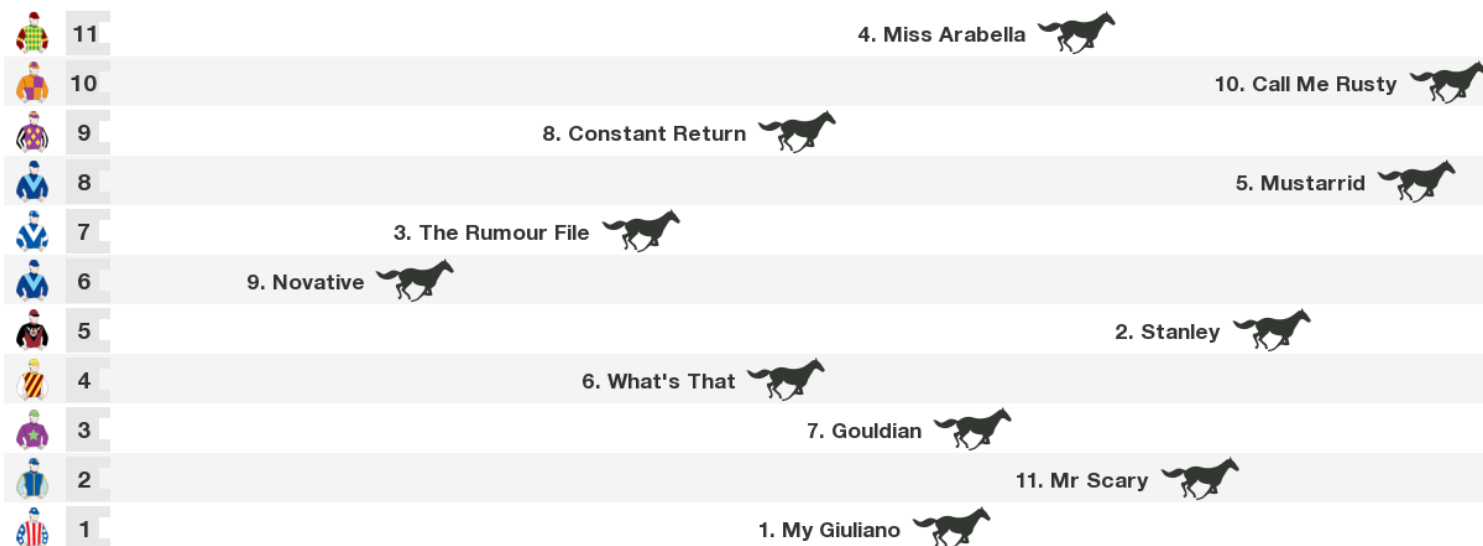 11 4. Miss Arabella
10 10. Call Me Rusty
9 8. Constant Return
8 5. Mustarrid
7 3. The Rumour File
6 9. Novative
5 2. Stanley
4 6. What's That
3 7. Gouldian
2 11. Mr Scary
1 1. My Giuliano